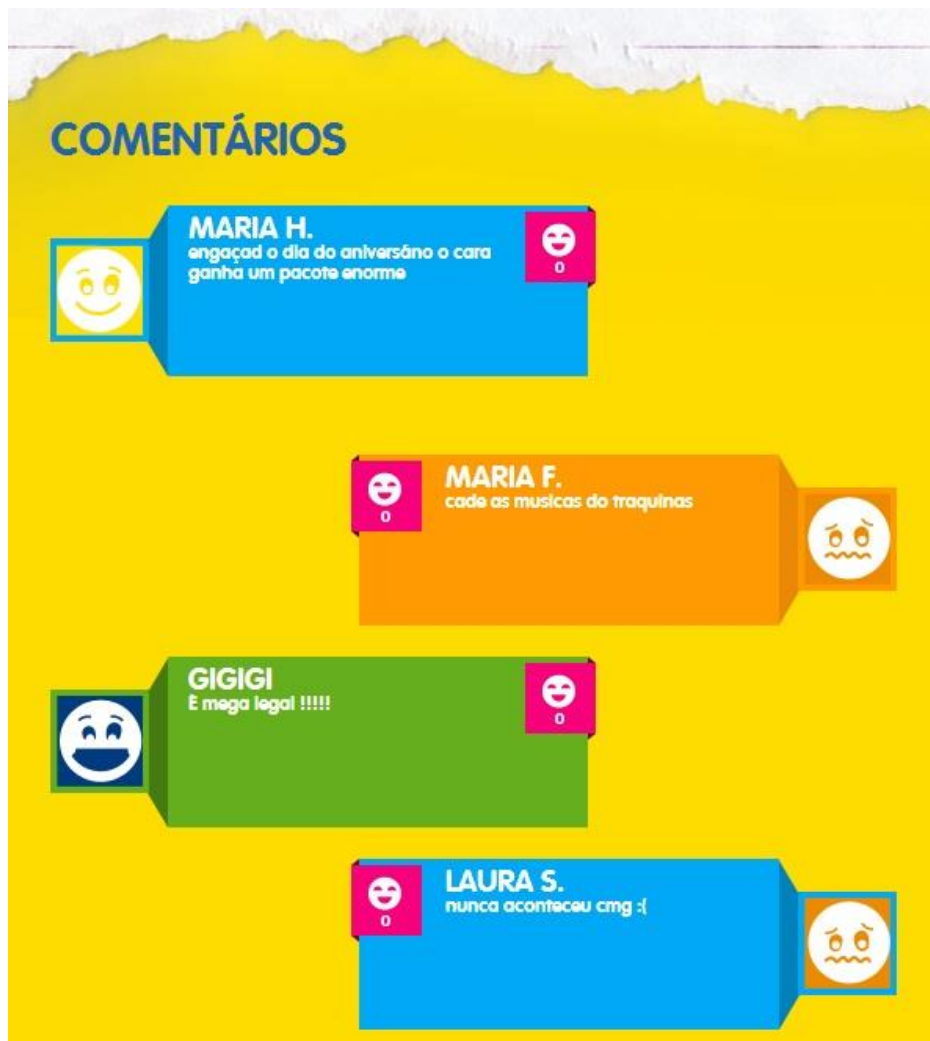 COMENTÁRIOS
MARIA H.
engaçad o dia do aniversáno o cara
ganha um pacote enorme
0
MARIA F.
cade as musicas do traquinas
0
GIGIGI
É mega legal !!!!!
0
LAURA S.
nunca aconteceu cmg :(
0